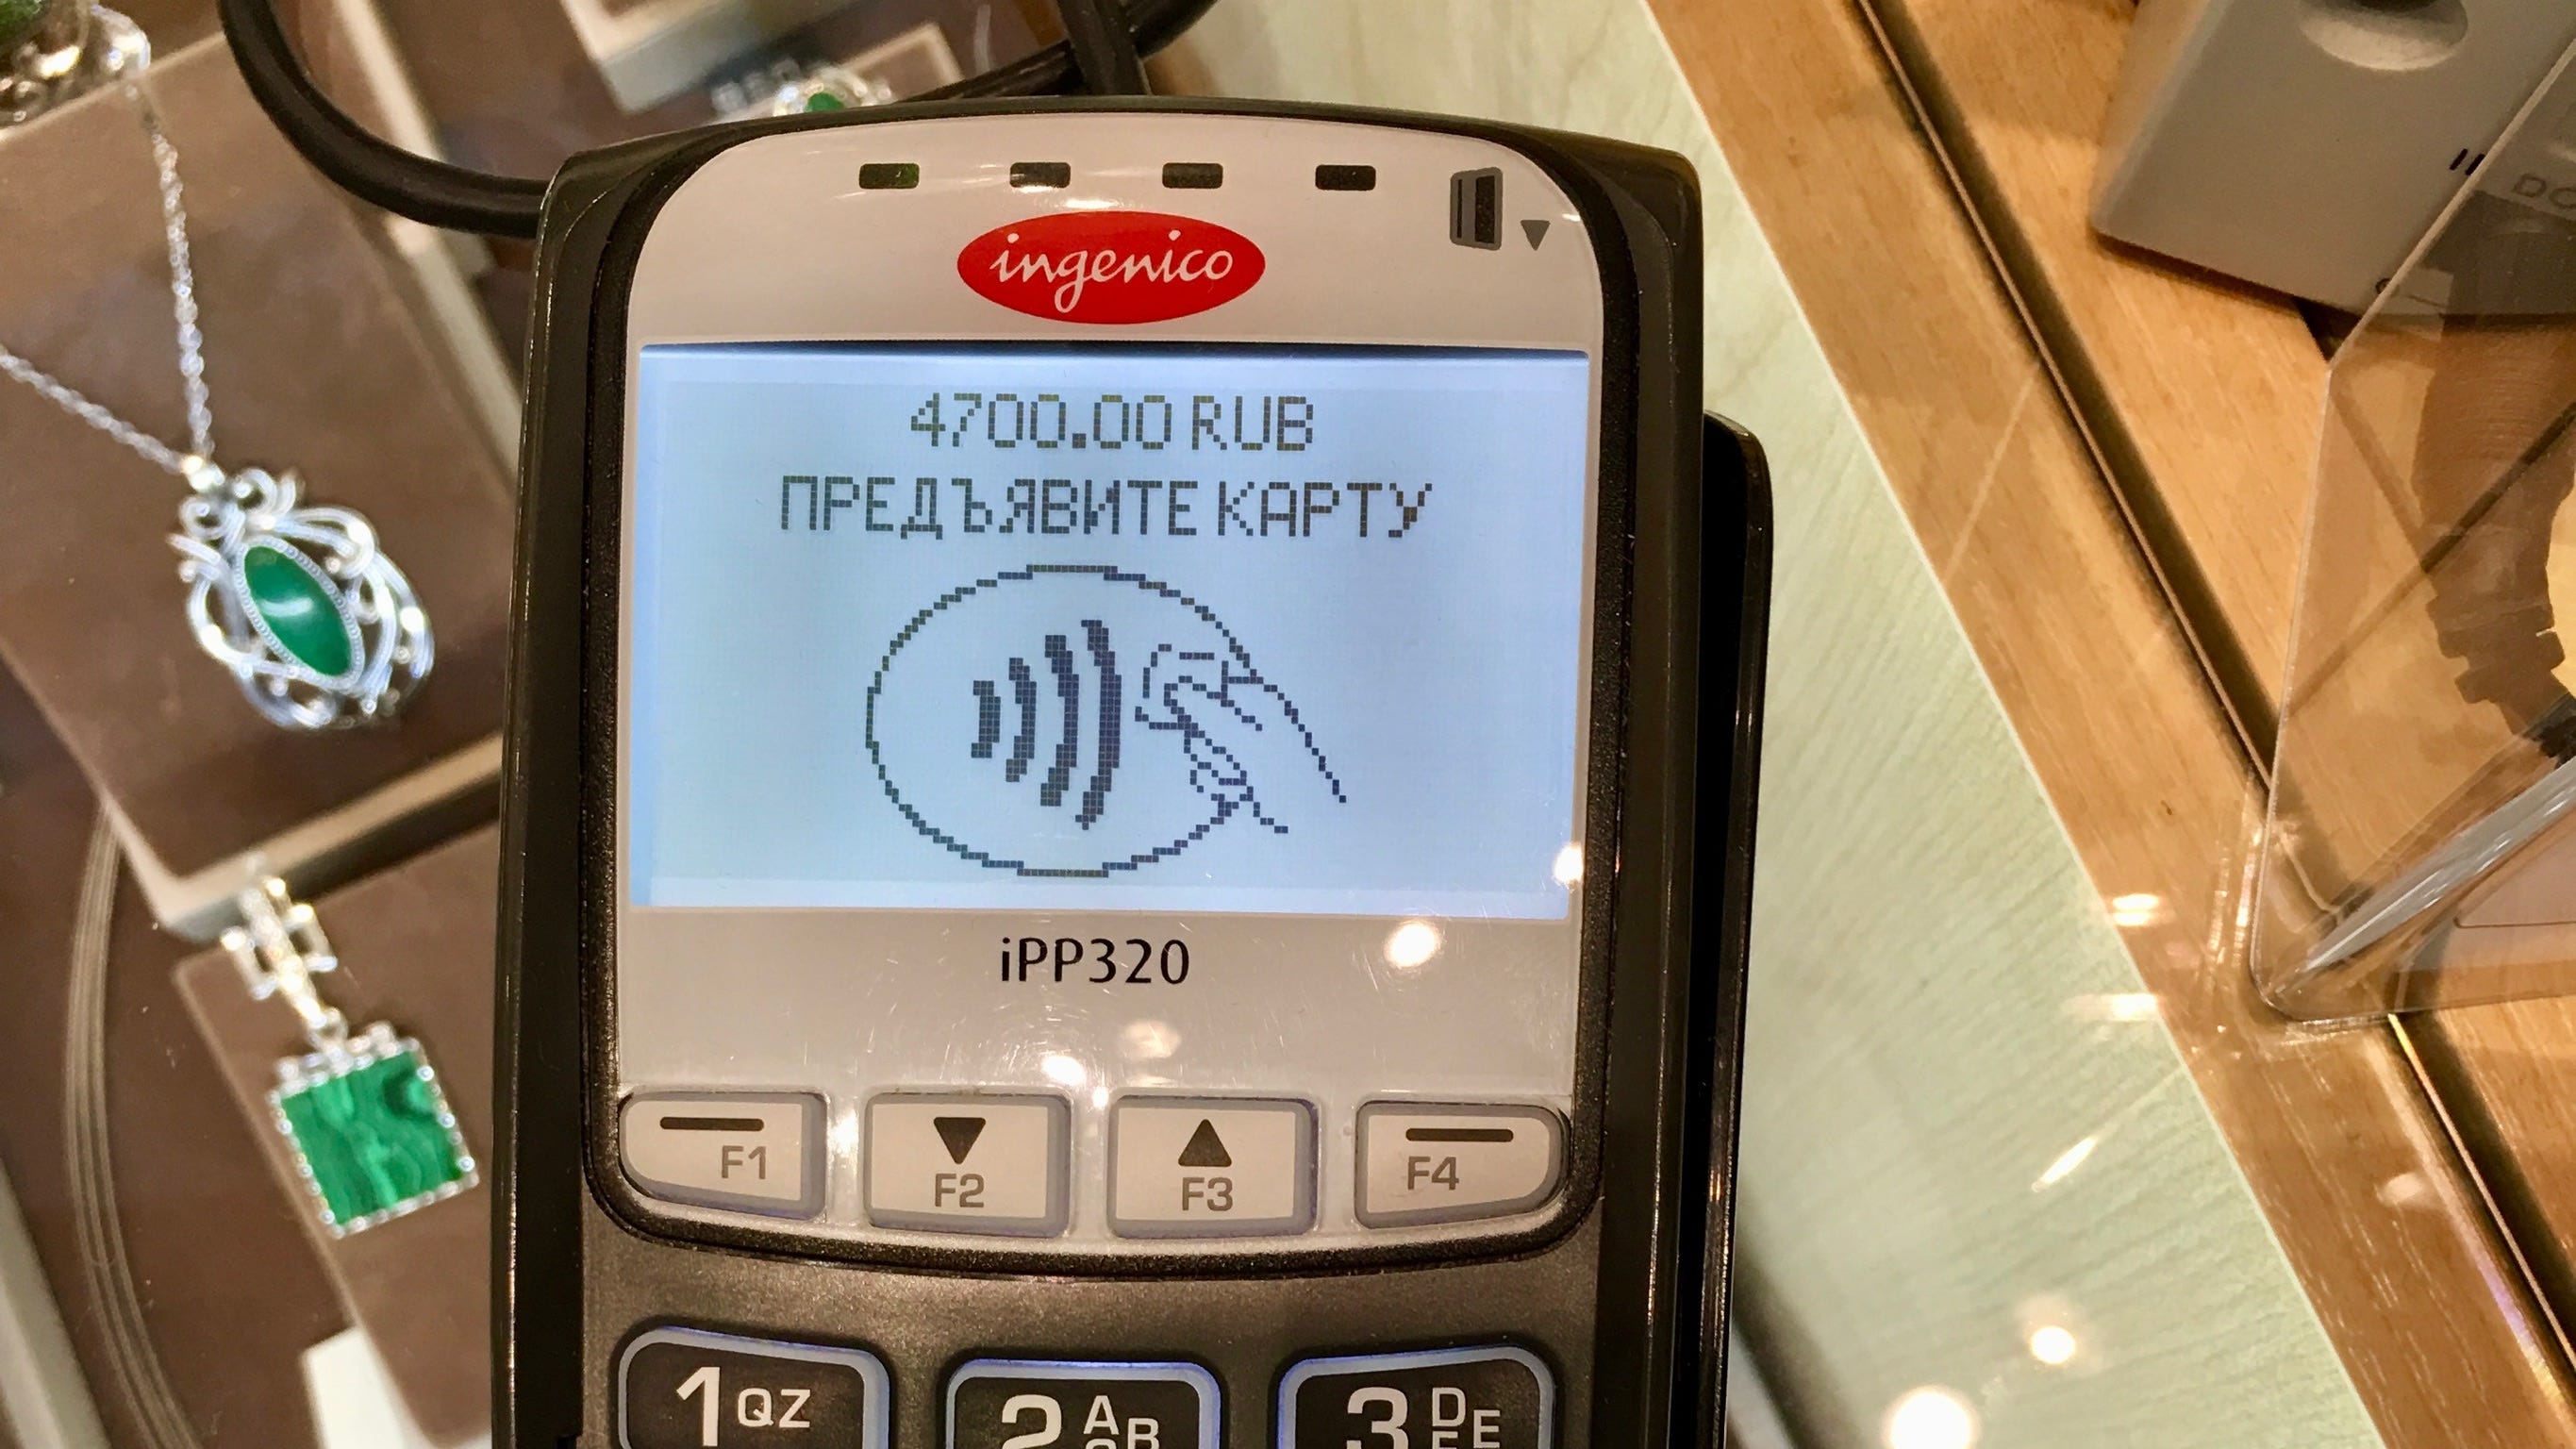 ingenico
4700.00 RUB
ПРЕДЪЯВИТЕ КАРТУ
iPP320
F1
F2
F3
F4
1 QZ
2 AB
3 DE